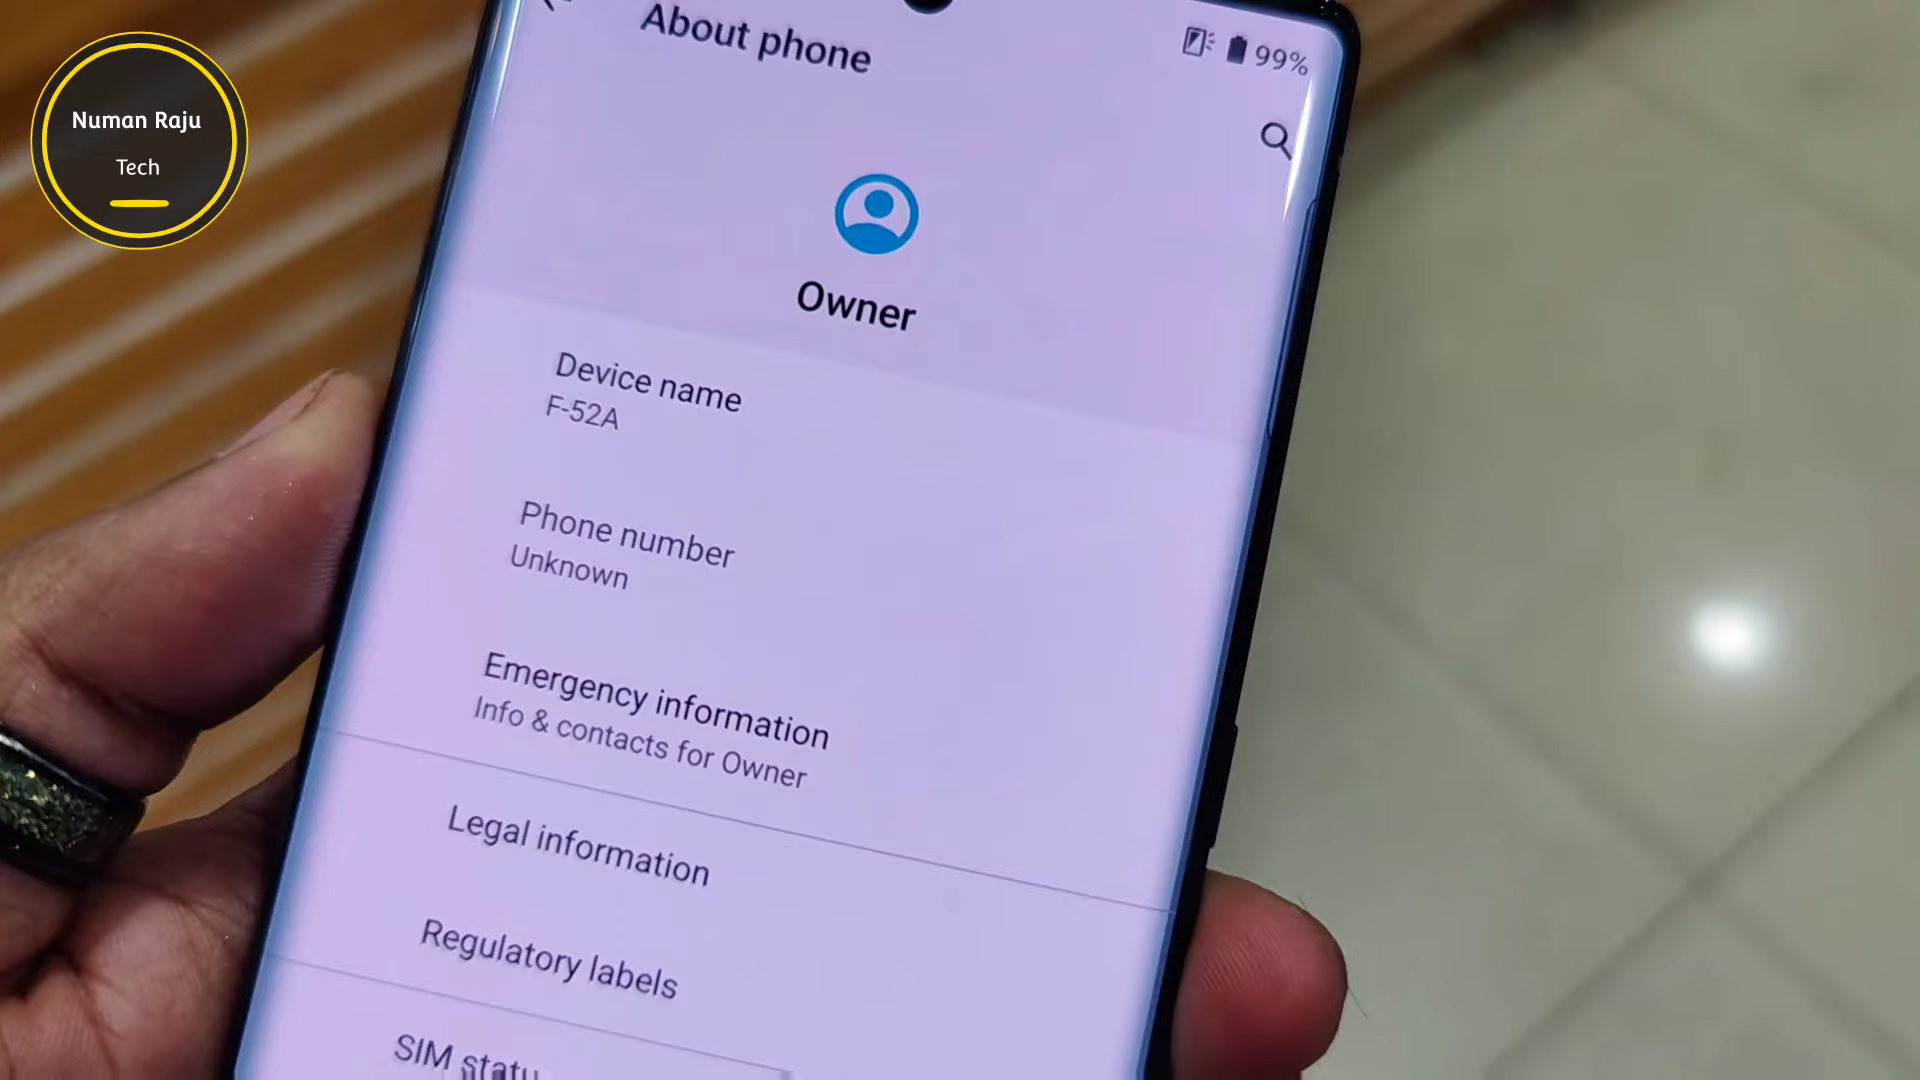 Numan Raju
Tech
About phone
99%
Owner
Device name
F-52A
Phone number
Unknown
Emergency information
Info & contacts for Owner
Legal information
Regulatory labels
SIM statu